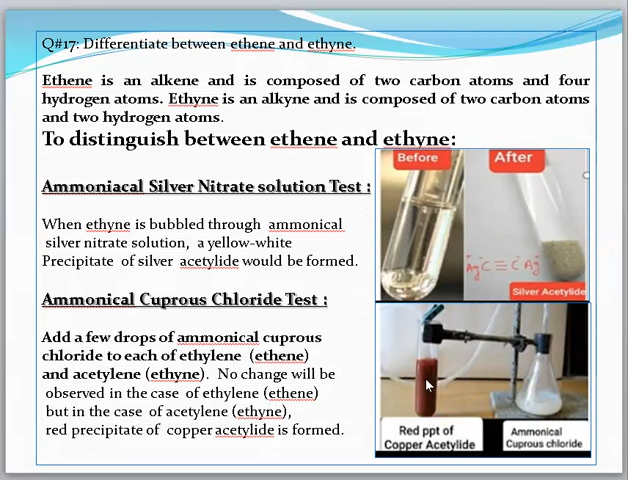 Q#17: Differentiate between ethene and ethyne.
Ethene is an alkene and is composed of two carbon atoms and four
hydrogen atoms. Ethyne is an alkyne and is composed of two carbon atoms
and two hydrogen atoms.
To distinguish between ethene and ethyne:
Ammoniacal Silver Nitrate solution Test :
When ethyne is bubbled through ammonical
silver nitrate solution, a yellow-white
Precipitate of silver acetylide would be formed.
Ammonical Cuprous Chloride Test :
Add a few drops of ammonical cuprous
chloride to each of ethylene (ethene)
and acetylene (ethyne). No change will be
observed in the case of ethylene (ethene)
but in the case of acetylene (ethyne),
red precipitate of copper acetylide is formed.
Before
After
AgC≡CAg
Silver Acetylide
Red ppt of
Copper Acetylide
Ammonical
Cuprous chloride